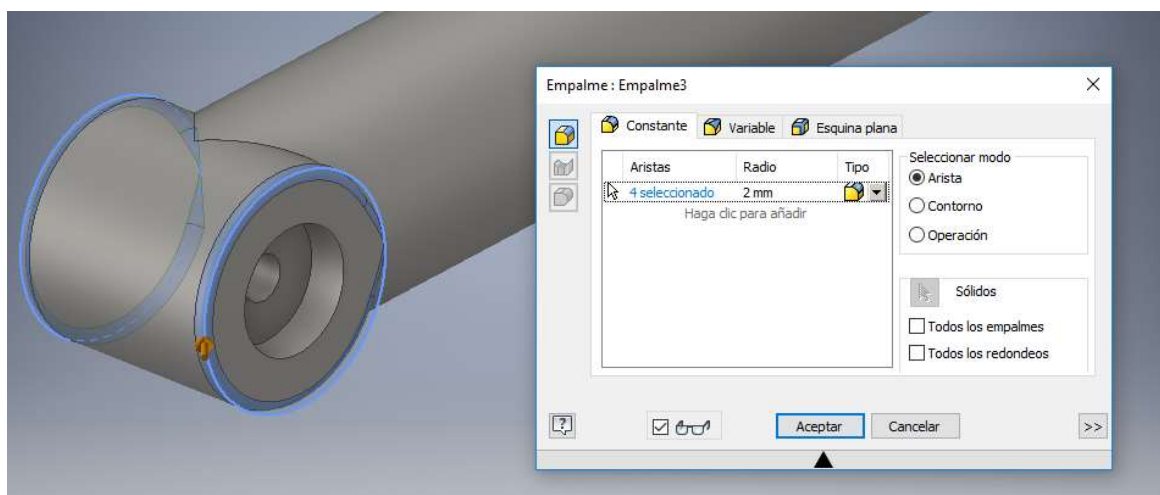 Empalme : Empalme3
Constante Variable Esquina plana
Aristas Radio Tipo
4 seleccionado 2 mm
Haga clic para añadir
Seleccionar modo
Arista
Contorno
Operación
Sólidos
Todos los empalmes
Todos los redondeos
Aceptar Cancelar >>